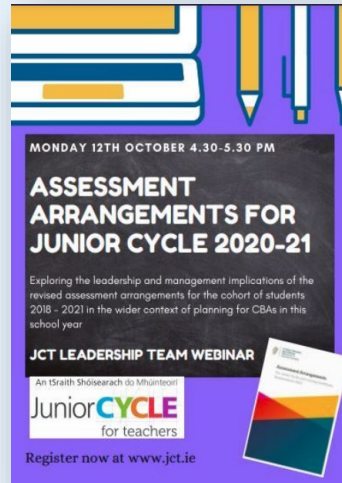 MONDAY 12TH OCTOBER 4.30-5.30 PM
ASSESSMENT
ARRANGEMENTS FOR
JUNIOR CYCLE 2020-21
Exploring the leadership and management implications of the
revised assessment arrangements for the cohort of students
2018 - 2021 in the wider context of planning for CBAs in this
school year
JCT LEADERSHIP TEAM WEBINAR
An tSraith Shóisearach do Mhúinteoirí
JuniorCYCLE
for teachers
Assessment Arrangements
Register now at www.jct.ie